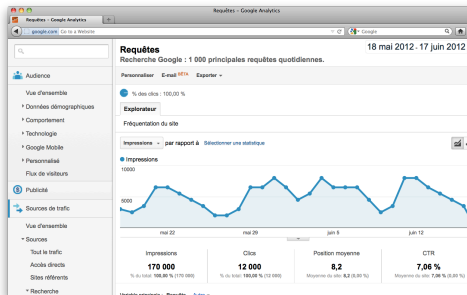 Requêtes – Google Analytics
Requêtes – Google Analytics
google.com Go to a Website
Google
Requêtes
18 mai 2012 - 17 juin 2012
Recherche Google : 1 000 principales requêtes quotidiennes.
Personnaliser E-mail BÊTA Exporter
Audience
Vue d'ensemble
Données démographiques
Comportement
Technologie
Google Mobile
Personnalisé
Flux de visiteurs
Publicité
Sources de trafic
Vue d'ensemble
Sources
Tout le trafic
Accès directs
Sites référents
Recherche
% des clics : 100,00 %
Explorateur
Fréquentation du site
Impressions par rapport à Sélectionner une statistique
Impressions
10000
5000
mai 22 mai 29 juin 5 juin 12
Impressions Clics Position moyenne CTR
170 000 12 000 8,2 7,06 %
% du total: 100,00 % (170 000) % du total: 100,00 % (12 000) Moyenne du site: 8,2 (0,00 %) Moyenne du site: 7,06 % (0,00 %)